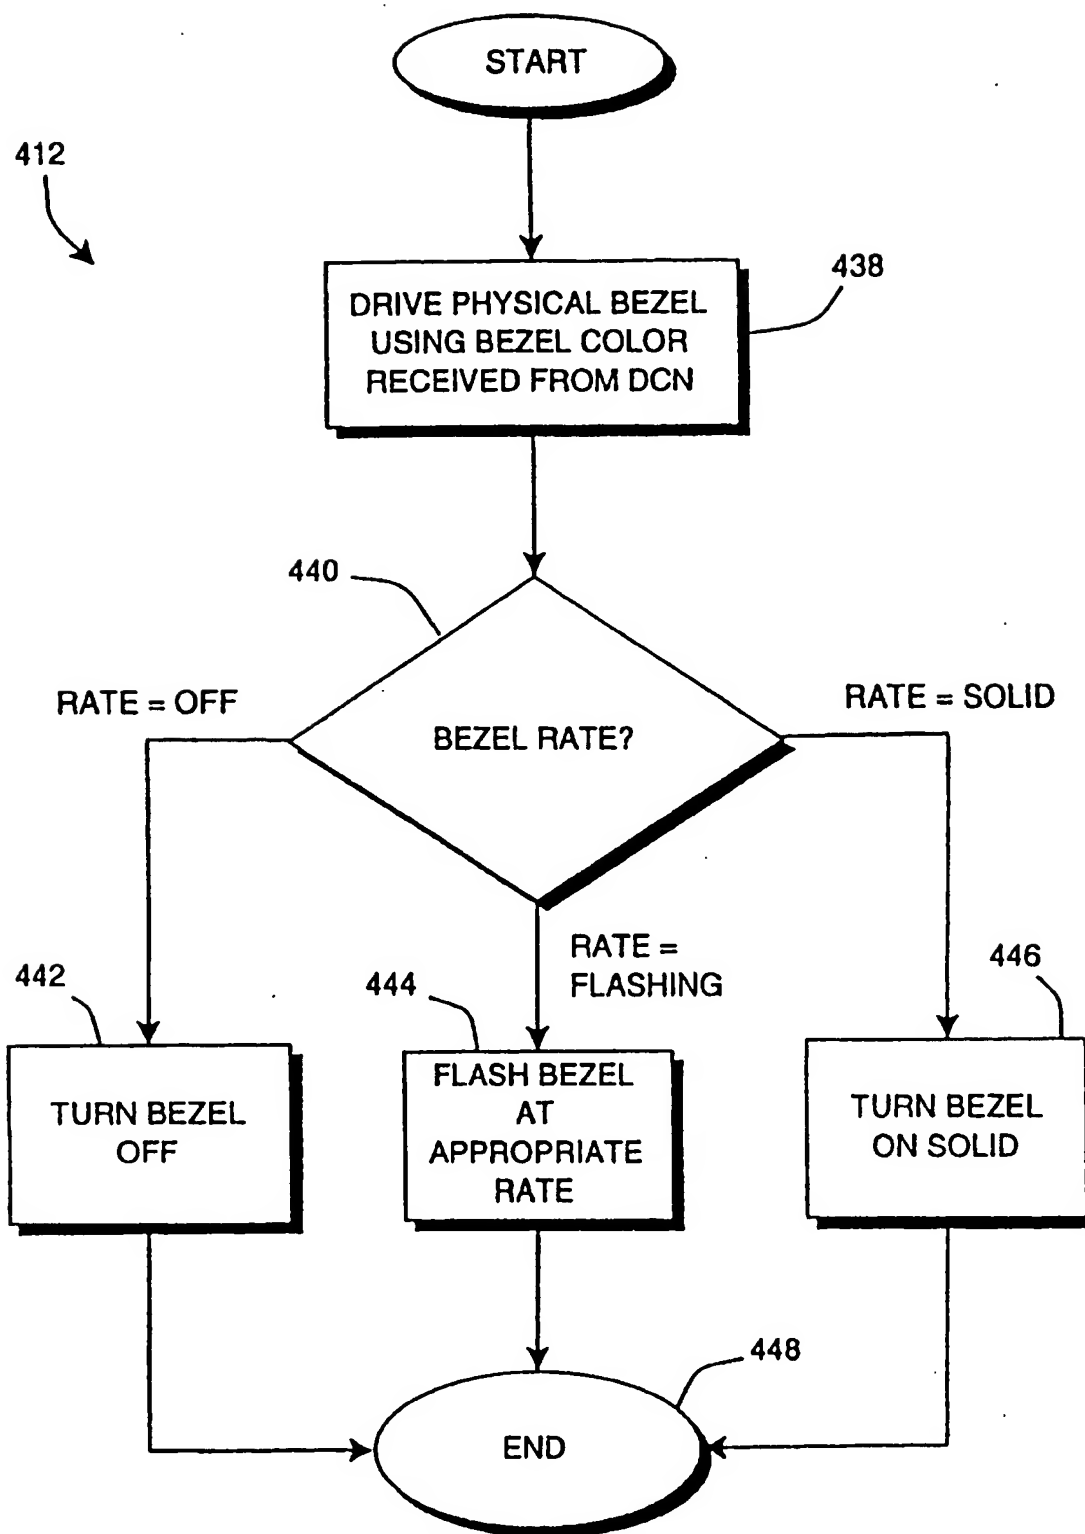 START
412
438
DRIVE PHYSICAL BEZEL
USING BEZEL COLOR
RECEIVED FROM DCN
440
RATE = OFF
BEZEL RATE?
RATE = SOLID
RATE =
FLASHING
442
444
446
TURN BEZEL
OFF
FLASH BEZEL
AT
APPROPRIATE
RATE
TURN BEZEL
ON SOLID
448
END